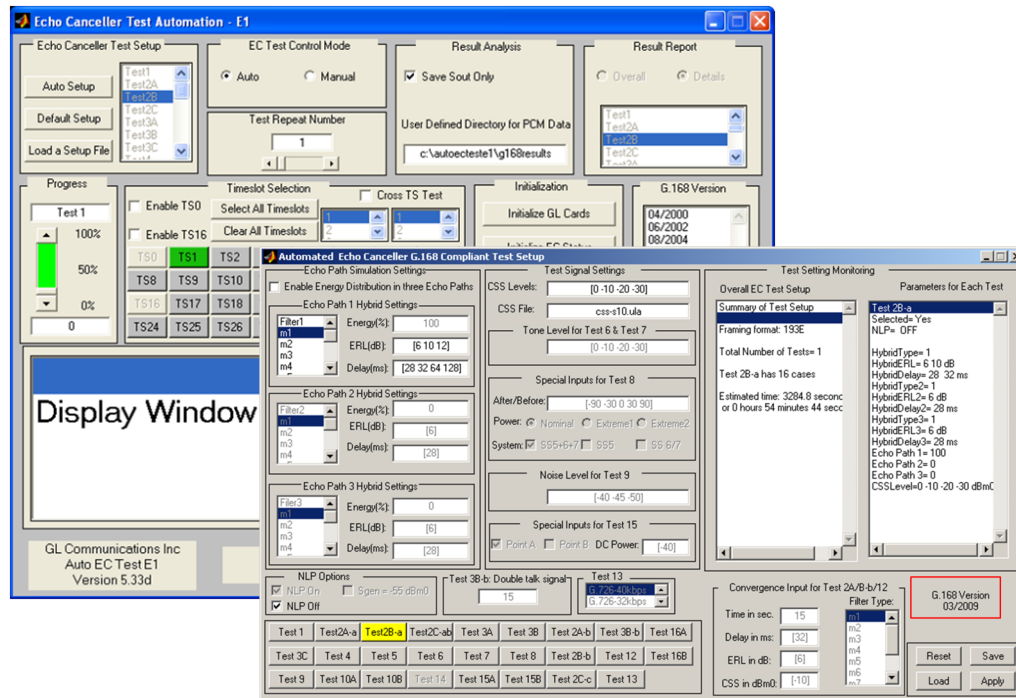 Echo Canceller Test Automation - E1
Echo Canceller Test Setup
Auto Setup
Default Setup
Load a Setup File
Test1
Test2A
Test2B
Test2C
Test3A
Test3B
Test3C
EC Test Control Mode
Auto
Manual
Test Repeat Number
1
Result Analysis
Save Sout Only
User Defined Directory for PCM Data
c:\autoecteste1\g168results
Result Report
Overall
Details
Test1
Test2A
Test2B
Test2C
Progress
Test 1
100%
50%
0%
0
Timeslot Selection
Enable TS0
Select All Timeslots
Cross TS Test
Enable TS16
Clear All Timeslots
1
2
1
2
TS0
TS1
TS2
TS8
TS9
TS10
TS16
TS17
TS18
TS24
TS25
TS26
Initialization
Initialize GL Cards
G.168 Version
04/2000
06/2002
08/2004
Display Window
GL Communications Inc
Auto EC Test E1
Version 5.33d
Automated Echo Canceller G.168 Compliant Test Setup
Echo Path Simulation Settings
Enable Energy Distribution in three Echo Paths
Echo Path 1 Hybrid Settings
Filter1
m1
m2
m3
m4
Energy(%):
100
ERL(dB):
[6 10 12]
Delay(ms):
[28 32 64 128]
Echo Path 2 Hybrid Settings
Filter2
m1
m2
m3
m4
Energy(%):
0
ERL(dB):
[6]
Delay(ms):
[28]
Echo Path 3 Hybrid Settings
Filer3
m1
m2
m3
m4
Energy(%):
0
ERL(dB):
[6]
Delay(ms):
[28]
Test Signal Settings
CSS Levels:
[0 -10 -20 -30]
CSS File:
css-s10.ula
Tone Level for Test 6 & Test 7
[0 -10 -20 -30]
Special Inputs for Test 8
After/Before:
[-90 -30 0 30 90]
Power:
Nominal
Extreme1
Extreme2
System:
SS5+6+7
SS5
SS 6/7
Noise Level for Test 9
[-40 -45 -50]
Special Inputs for Test 15
Point A
Point B
DC Power:
[-40]
Test Setting Monitoring
Overall EC Test Setup
Summary of Test Setup
Framing format: 193E
Total Number of Tests= 1
Test 2B-a has 16 cases
Estimated time: 3284.8 second
or 0 hours 54 minutes 44 sec
Parameters for Each Test
Test 2B-a
Selected= Yes
NLP= OFF
HybridType= 1
HybridERL= 6 10 dB
HybridDelay= 28 32 ms
HybridType2= 1
HybridERL2= 6 dB
HybridDelay2= 28 ms
HybridType3= 1
HybridERL3= 6 dB
HybridDelay3= 28 ms
Echo Path 1= 100
Echo Path 2= 0
Echo Path 3= 0
CSSLevel=0 -10 -20 -30 dBm0
NLP Options
NLP On
Sgen = -55 dBm0
NLP Off
Test 3B-b: Double talk signal
15
Test 13
G.726-40kbps
G.726-32kbps
Test 1
Test2A-a
Test2B-a
Test2C-ab
Test 3A
Test 3B
Test 2A-b
Test 3B-b
Test 16A
Test 3C
Test 4
Test 5
Test 6
Test 7
Test 8
Test 2B-b
Test 12
Test 16B
Test 9
Test 10A
Test 10B
Test 14
Test 15A
Test 15B
Test 2C-c
Test 13
Convergence Input for Test 2A/B-b/12
Time in sec.
15
Delay in ms:
[32]
ERL in dB:
[6]
CSS in dBm0:
[-10]
Filter Type:
m1
m2
m3
m4
m5
m6
G.168 Version
03/2009
Reset
Save
Load
Apply